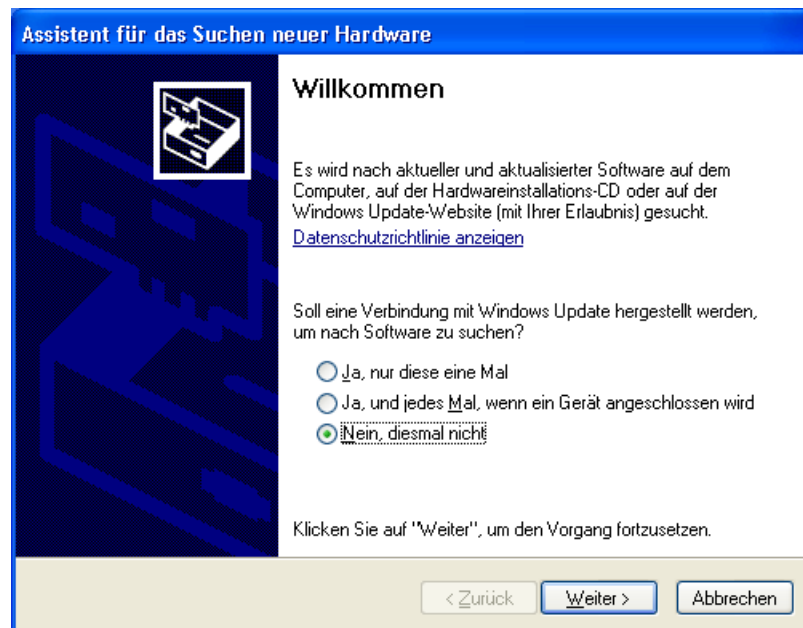 Assistent für das Suchen neuer Hardware
Willkommen
Es wird nach aktueller und aktualisierter Software auf dem
Computer, auf der Hardwareinstallations-CD oder auf der
Windows Update-Website (mit Ihrer Erlaubnis) gesucht.
Datenschutzrichtlinie anzeigen
Soll eine Verbindung mit Windows Update hergestellt werden,
um nach Software zu suchen?
Ja, nur diese eine Mal
Ja, und jedes Mal, wenn ein Gerät angeschlossen wird
Nein, diesmal nicht
Klicken Sie auf "Weiter", um den Vorgang fortzusetzen.
< Zurück Weiter > Abbrechen